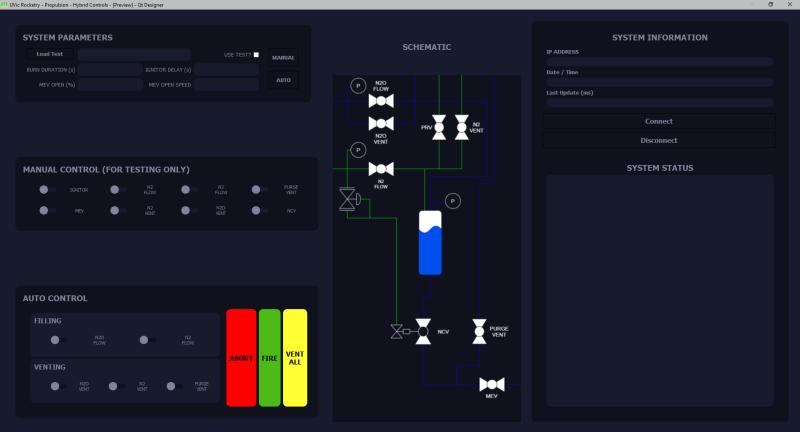 UVic Rocketry - Propulsion - Hybrid Controls - [Preview] - Qt Designer
SYSTEM PARAMETERS
Load Test
USE TEST?
MANUAL
BURN DURATION (s)
IGNITOR DELAY (s)
AUTO
MEV OPEN (%)
MEV OPEN SPEED
MANUAL CONTROL (FOR TESTING ONLY)
IGNITOR
N2
FLOW
N2
FLOW
PURGE
VENT
MEV
N2
VENT
N2O
VENT
NCV
AUTO CONTROL
FILLING
N2O
FLOW
N2
FLOW
VENTING
N2O
VENT
N2
VENT
PURGE
VENT
ABORT
FIRE
VENT
ALL
SCHEMATIC
P
N2O
FLOW
N2O
VENT
PRV
N2
VENT
P
N2
FLOW
P
NCV
PURGE
VENT
MEV
SYSTEM INFORMATION
IP ADDRESS
Date / Time
Last Update (ms)
Connect
Disconnect
SYSTEM STATUS